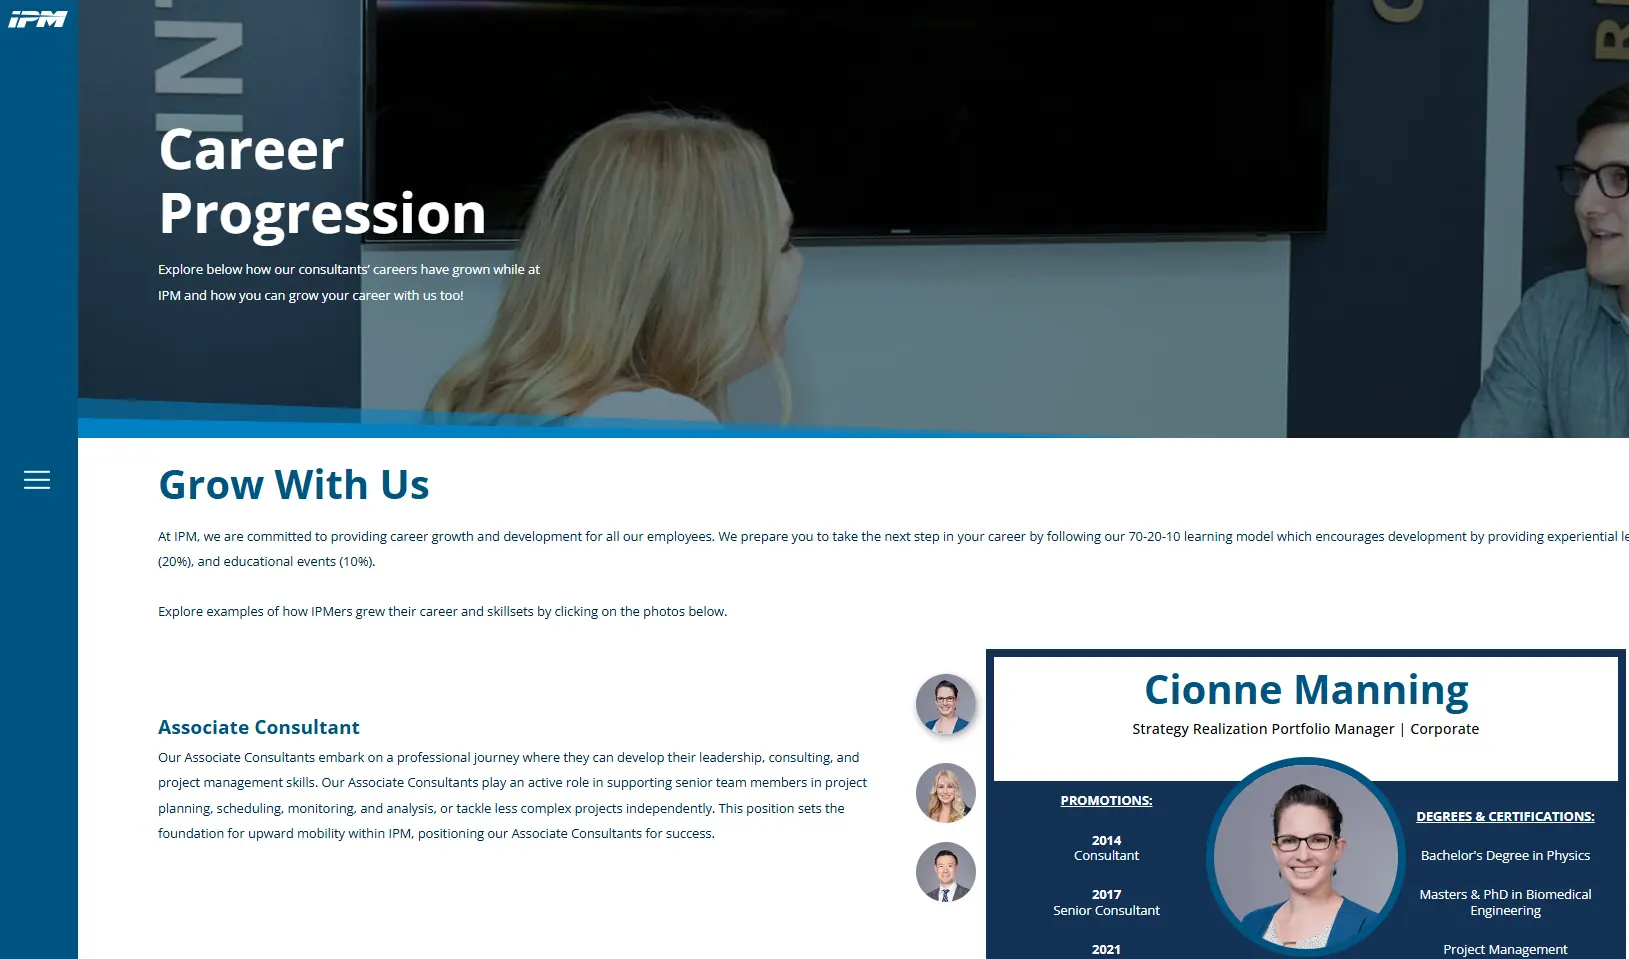 iPM
INT
C
B
Career
Progression
Explore below how our consultants’ careers have grown while at
IPM and how you can grow your career with us too!
Grow With Us
At IPM, we are committed to providing career growth and development for all our employees. We prepare you to take the next step in your career by following our 70-20-10 learning model which encourages development by providing experiential le
(20%), and educational events (10%).
Explore examples of how IPMers grew their career and skillsets by clicking on the photos below.
Associate Consultant
Our Associate Consultants embark on a professional journey where they can develop their leadership, consulting, and
project management skills. Our Associate Consultants play an active role in supporting senior team members in project
planning, scheduling, monitoring, and analysis, or tackle less complex projects independently. This position sets the
foundation for upward mobility within IPM, positioning our Associate Consultants for success.
Cionne Manning
Strategy Realization Portfolio Manager | Corporate
PROMOTIONS:
2014
Consultant
2017
Senior Consultant
2021
DEGREES & CERTIFICATIONS:
Bachelor's Degree in Physics
Masters & PhD in Biomedical
Engineering
Project Management